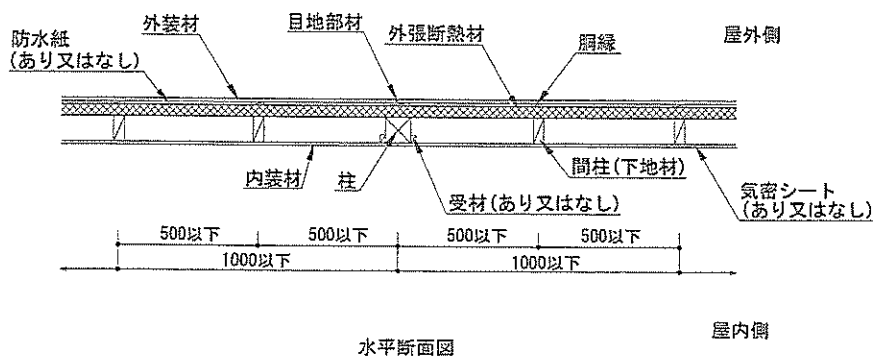 外装材
目地部材
外張断熱材
胴縁
屋外側
防水紙
(あり又はなし)
内装材
柱
間柱(下地材)
受材(あり又はなし)
気密シート
(あり又はなし)
500以下
500以下
500以下
500以下
1000以下
1000以下
屋内側
水平断面図